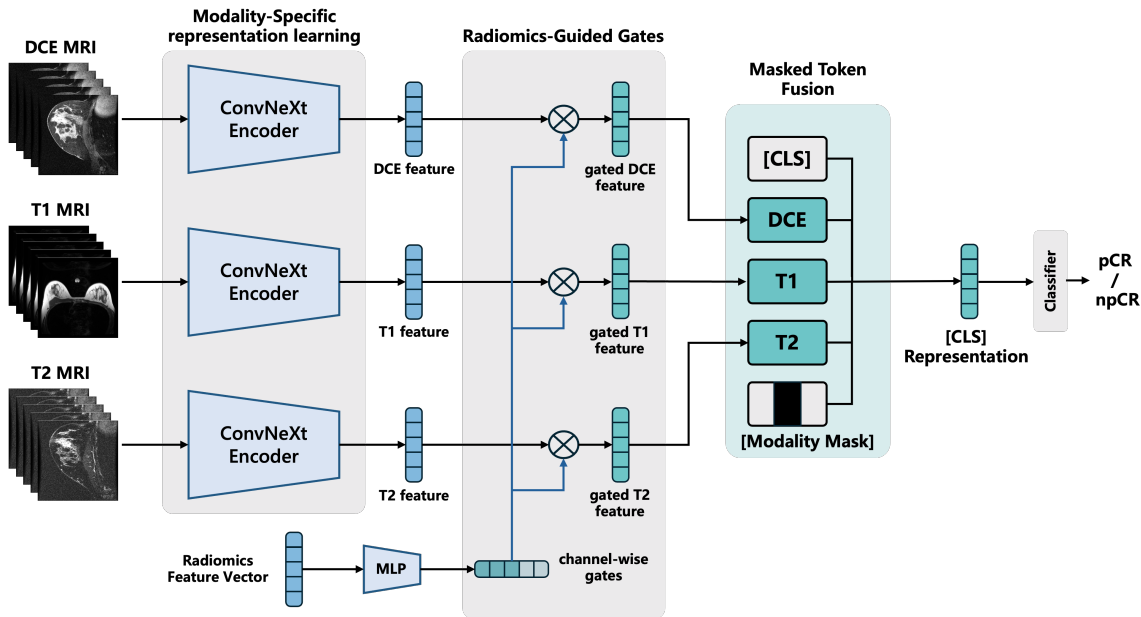 Modality-Specific
representation learning
DCE MRI
Radiomics-Guided Gates
Masked Token
Fusion
ConvNeXt
Encoder
DCE feature
gated DCE
feature
[CLS]
DCE
T1 MRI
ConvNeXt
Encoder
T1 feature
gated T1
feature
T1
T2
[Modality Mask]
[CLS]
Representation
Classifier
pCR
/
npCR
T2 MRI
ConvNeXt
Encoder
T2 feature
gated T2
feature
Radiomics
Feature Vector
MLP
channel-wise
gates